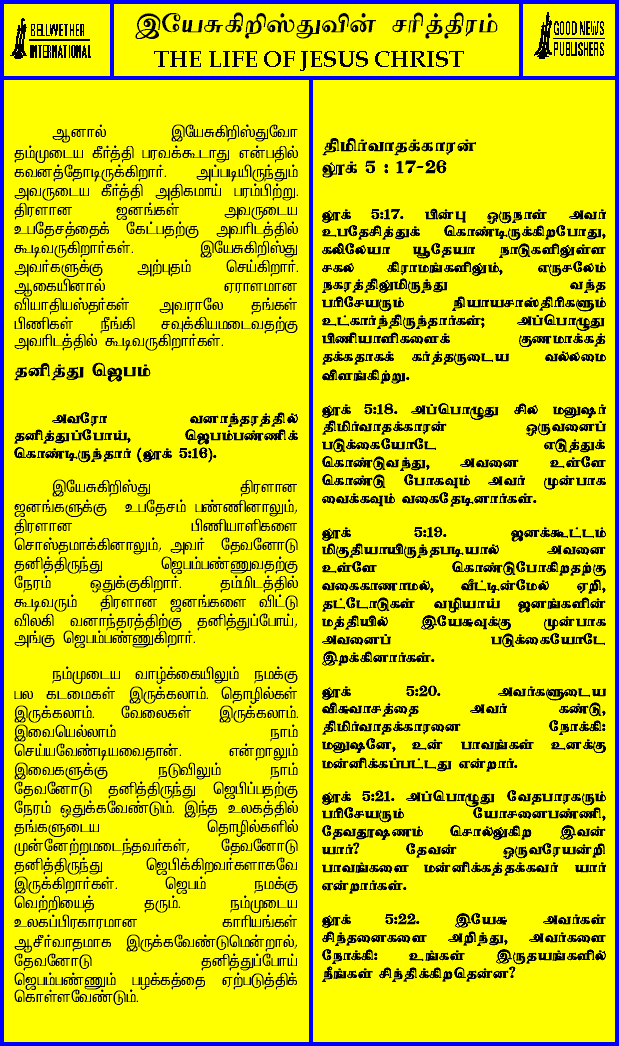 BELLWETHER
INTERNATIONAL
இயேசுகிறிஸ்துவின் சரித்திரம்
THE LIFE OF JESUS CHRIST
GOOD NEWS
PUBLISHERS
ஆனால் இயேசுகிறிஸ்துவோ
தம்முடைய கீர்த்தி பரவக்கூடாது என்பதில்
கவனத்தோடிருக்கிறார். அப்படியிருந்தும்
அவருடைய கீர்த்தி அதிகமாய் பரம்பிற்று.
திரளான ஜனங்கள் அவருடைய
உபதேசத்தைக் கேட்பதற்கு அவரிடத்தில்
கூடிவருகிறார்கள். இயேசுகிறிஸ்து
அவர்களுக்கு அற்புதம் செய்கிறார்.
ஆகையினால் ஏராளமான
வியாதியஸ்தர்கள் அவராலே தங்கள்
பிணிகள் நீங்கி சவுக்கியமடைவதற்கு
அவரிடத்தில் கூடிவருகிறார்கள்.
தனித்து ஜெபம்
அவரோ வனாந்தரத்தில்
தனித்துப்போய், ஜெபம்பண்ணிக்
கொண்டிருந்தார் (லூக் 5:16).
இயேசுகிறிஸ்து திரளான
ஜனங்களுக்கு உபதேசம் பண்ணினாலும்,
திரளான பிணியாளிகளை
சொஸ்தமாக்கினாலும், அவர் தேவனோடு
தனித்திருந்து ஜெபம்பண்ணுவதற்கு
நேரம் ஒதுக்குகிறார். தம்மிடத்தில்
கூடிவரும் திரளான ஜனங்களை விட்டு
விலகி வனாந்தரத்திற்கு தனித்துப்போய்,
அங்கு ஜெபம்பண்ணுகிறார்.
நம்முடைய வாழ்க்கையிலும் நமக்கு
பல கடமைகள் இருக்கலாம். தொழில்கள்
இருக்கலாம். வேலைகள் இருக்கலாம்.
இவையெல்லாம் நாம்
செய்யவேண்டியவைதான். என்றாலும்
இவைகளுக்கு நடுவிலும் நாம்
தேவனோடு தனித்திருந்து ஜெபிப்பதற்கு
நேரம் ஒதுக்கவேண்டும். இந்த உலகத்தில்
தங்களுடைய தொழில்களில்
முன்னேற்றமடைந்தவர்கள், தேவனோடு
தனித்திருந்து ஜெபிக்கிறவர்களாகவே
இருக்கிறார்கள். ஜெபம் நமக்கு
வெற்றியைத் தரும். நம்முடைய
உலகப்பிரகாரமான காரியங்கள்
ஆசீர்வாதமாக இருக்கவேண்டுமென்றால்,
தேவனோடு தனித்துப்போய்
ஜெபம்பண்ணும் பழக்கத்தை ஏற்படுத்திக்
கொள்ளவேண்டும்.
திமிர்வாதக்காரன்
லூக் 5 : 17-26
லூக் 5:17. பின்பு ஒருநாள் அவர்
உபதேசித்துக் கொண்டிருக்கிறபோது,
கலிலேயா யூதேயா நாடுகளிலுள்ள
சகல கிராமங்களிலும், எருசலேம்
நகரத்திலுமிருந்து வந்த
பரிசேயரும் நியாயசாஸ்திரிகளும்
உட்கார்ந்திருந்தார்கள்; அப்பொழுது
பிணியாளிகளைக் குணமாக்கத்
தக்கதாகக் கர்த்தருடைய வல்லமை
விளங்கிற்று.
லூக் 5:18. அப்பொழுது சில மனுஷர்
திமிர்வாதக்காரன் ஒருவனைப்
படுக்கையோடே எடுத்துக்
கொண்டுவந்து, அவனை உள்ளே
கொண்டு போகவும் அவர் முன்பாக
வைக்கவும் வகைதேடினார்கள்.
லூக் 5:19. ஜனக்கூட்டம்
மிகுதியாயிருந்தபடியால் அவனை
உள்ளே கொண்டுபோகிறதற்கு
வகைகாணாமல், வீட்டின்மேல் ஏறி,
தட்டோடுகள் வழியாய் ஜனங்களின்
மத்தியில் இயேசுவுக்கு முன்பாக
அவனைப் படுக்கையோடே
இறக்கினார்கள்.
லூக் 5:20. அவர்களுடைய
விசுவாசத்தை அவர் கண்டு,
திமிர்வாதக்காரனை நோக்கி:
மனுஷனே, உன் பாவங்கள் உனக்கு
மன்னிக்கப்பட்டது என்றார்.
லூக் 5:21. அப்பொழுது வேதபாரகரும்
பரிசேயரும் யோசனைபண்ணி,
தேவதூஷணம் சொல்லுகிற இவன்
யார்? தேவன் ஒருவரேயன்றி
பாவங்களை மன்னிக்கத்தக்கவர் யார்
என்றார்கள்.
லூக் 5:22. இயேசு அவர்கள்
சிந்தனைகளை அறிந்து, அவர்களை
நோக்கி: உங்கள் இருதயங்களில்
நீங்கள் சிந்திக்கிறதென்ன?